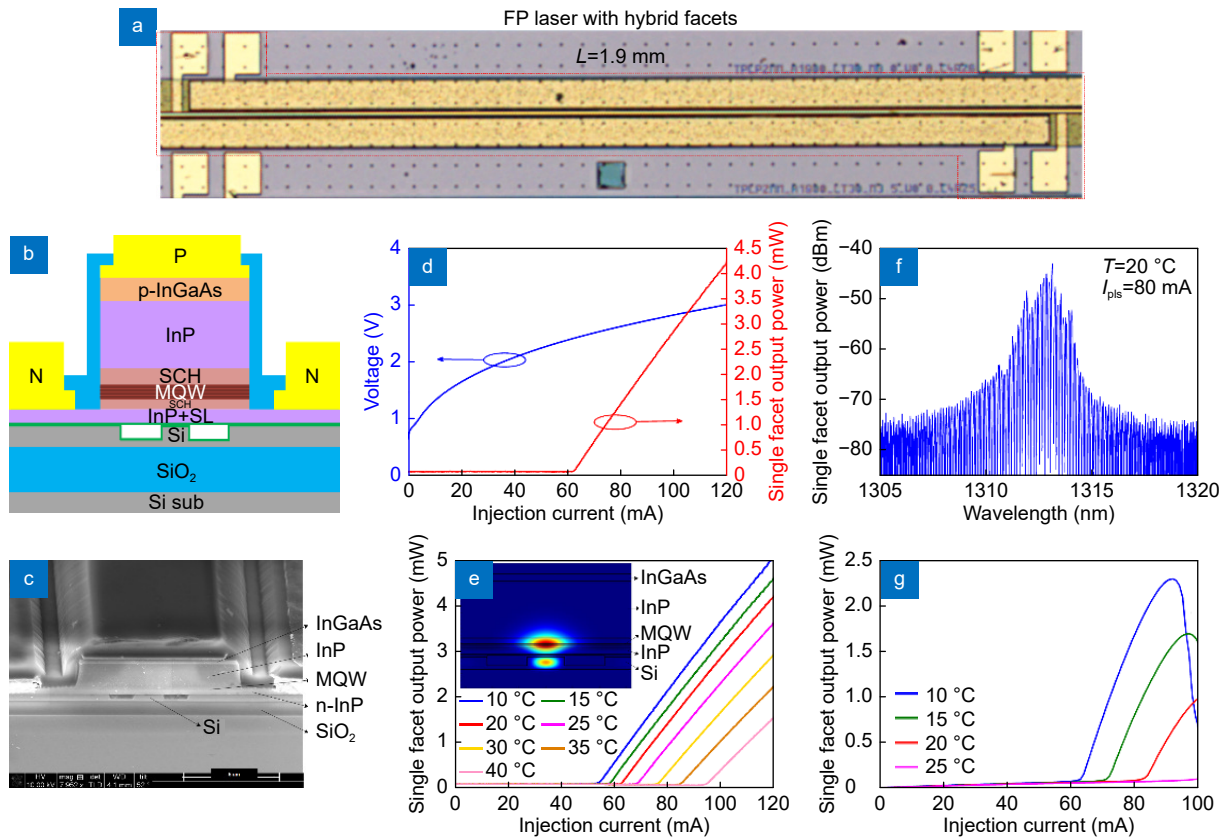 FP laser with hybrid facets
a
L=1.9 mm
b
P
p-InGaAs
InP
SCH
MQW
SCH
N
N
InP+SL
Si
SiO2
Si sub
c
InGaAs
InP
MQW
n-InP
Si
SiO2
d
Voltage (V)
4
3
2
1
0
0 20 40 60 80 100 120
Injection current (mA)
4.5
4.0
3.5
3.0
2.5
2.0
1.5
1.0
0.5
0
Single facet output power (mW)
e
Single facet output power (mW)
5
4
3
2
1
0
InGaAs
InP
MQW
InP
Si
10 °C 15 °C
20 °C 25 °C
30 °C 35 °C
40 °C
0 20 40 60 80 100 120
Injection current (mA)
f
Single facet output power (dBm)
−40
−50
−60
−70
−80
T=20 °C
Ipls=80 mA
1305 1310 1315 1320
Wavelength (nm)
g
Single facet output power (mW)
2.5
2.0
1.5
1.0
0.5
0
10 °C
15 °C
20 °C
25 °C
0 20 40 60 80 100
Injection current (mA)